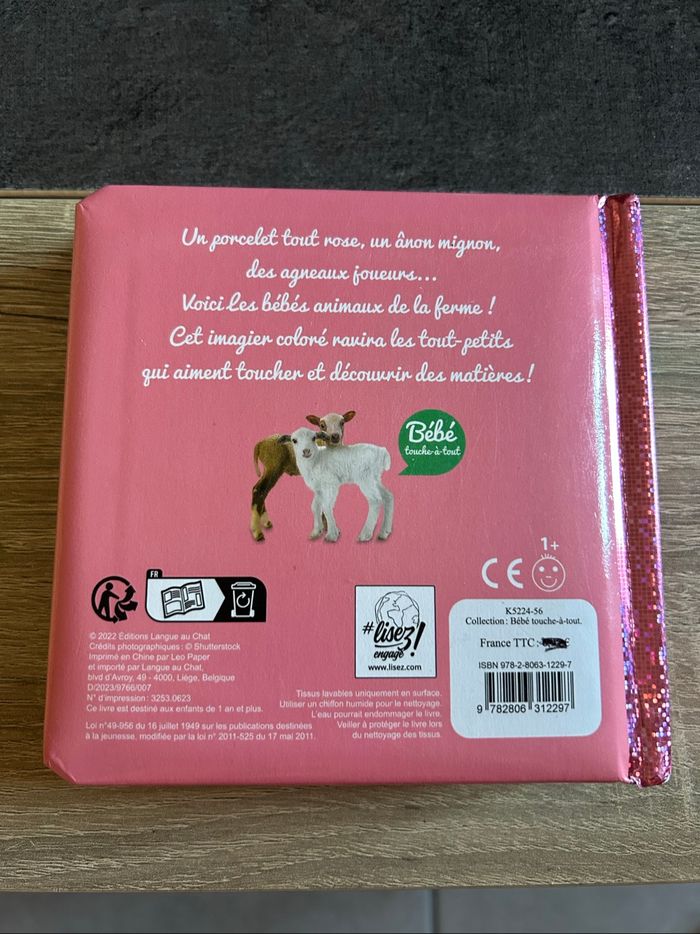 Un porcelet tout rose, un ânon mignon,
des agneaux joueurs...
Voici Les bébés animaux de la ferme !
Cet imagier coloré ravira les tout-petits
qui aiment toucher et découvrir des matières !
Bébé
touche-à-tout
1+
CE
FR
© 2022 Éditions Langue au Chat
Crédits photographiques : © Shutterstock
Imprimé en Chine par Leo Paper
et importé par Langue au Chat,
blvd d'Avroy, 49 - 4000, Liège, Belgique
D/2023/9766/007
N° d'impression : 3253.0623
Ce livre est destiné aux enfants de 1 an et plus.
Loi n°49-956 du 16 juillet 1949 sur les publications destinées
à la jeunesse, modifiée par la loi n° 2011-525 du 17 mai 2011.
#lisez!
engagé
www.lisez.com
Tissus lavables uniquement en surface.
Utiliser un chiffon humide pour le nettoyage.
L'eau pourrait endommager le livre.
Veiller à protéger le livre lors
du nettoyage des tissus.
K5224-56
Collection : Bébé touche-à-tout.
France TTC :
ISBN 978-2-8063-1229-7
9 782806 312297